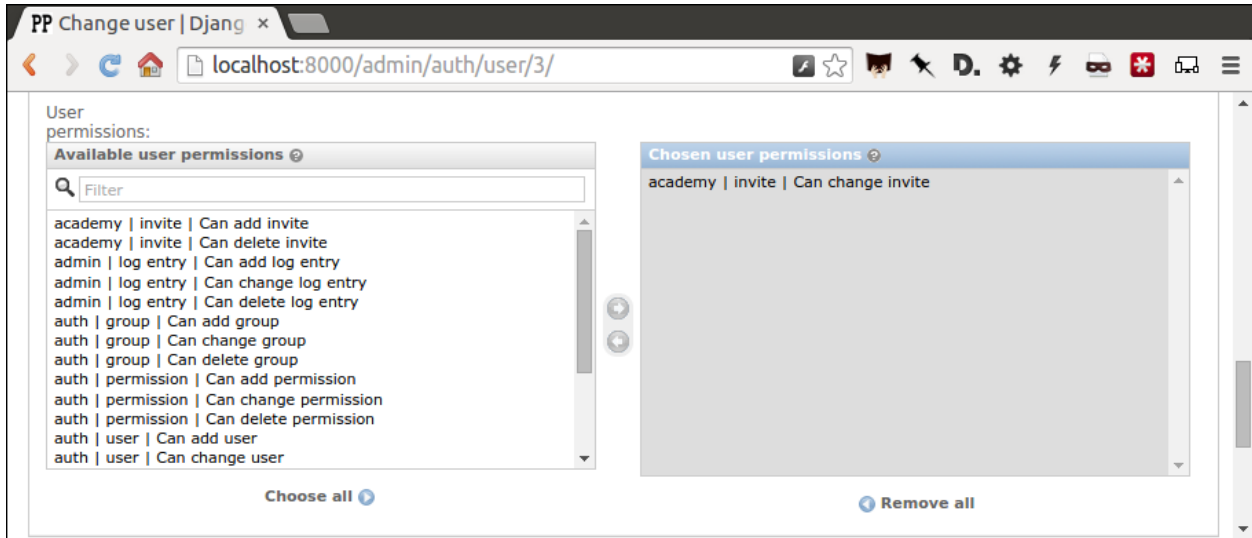 PP Change user | Djang ×
localhost:8000/admin/auth/user/3/
D.
User
permissions:
Available user permissions ?
Filter
academy | invite | Can add invite
academy | invite | Can delete invite
admin | log entry | Can add log entry
admin | log entry | Can change log entry
admin | log entry | Can delete log entry
auth | group | Can add group
auth | group | Can change group
auth | group | Can delete group
auth | permission | Can add permission
auth | permission | Can change permission
auth | permission | Can delete permission
auth | user | Can add user
auth | user | Can change user
Choose all
Chosen user permissions ?
academy | invite | Can change invite
Remove all